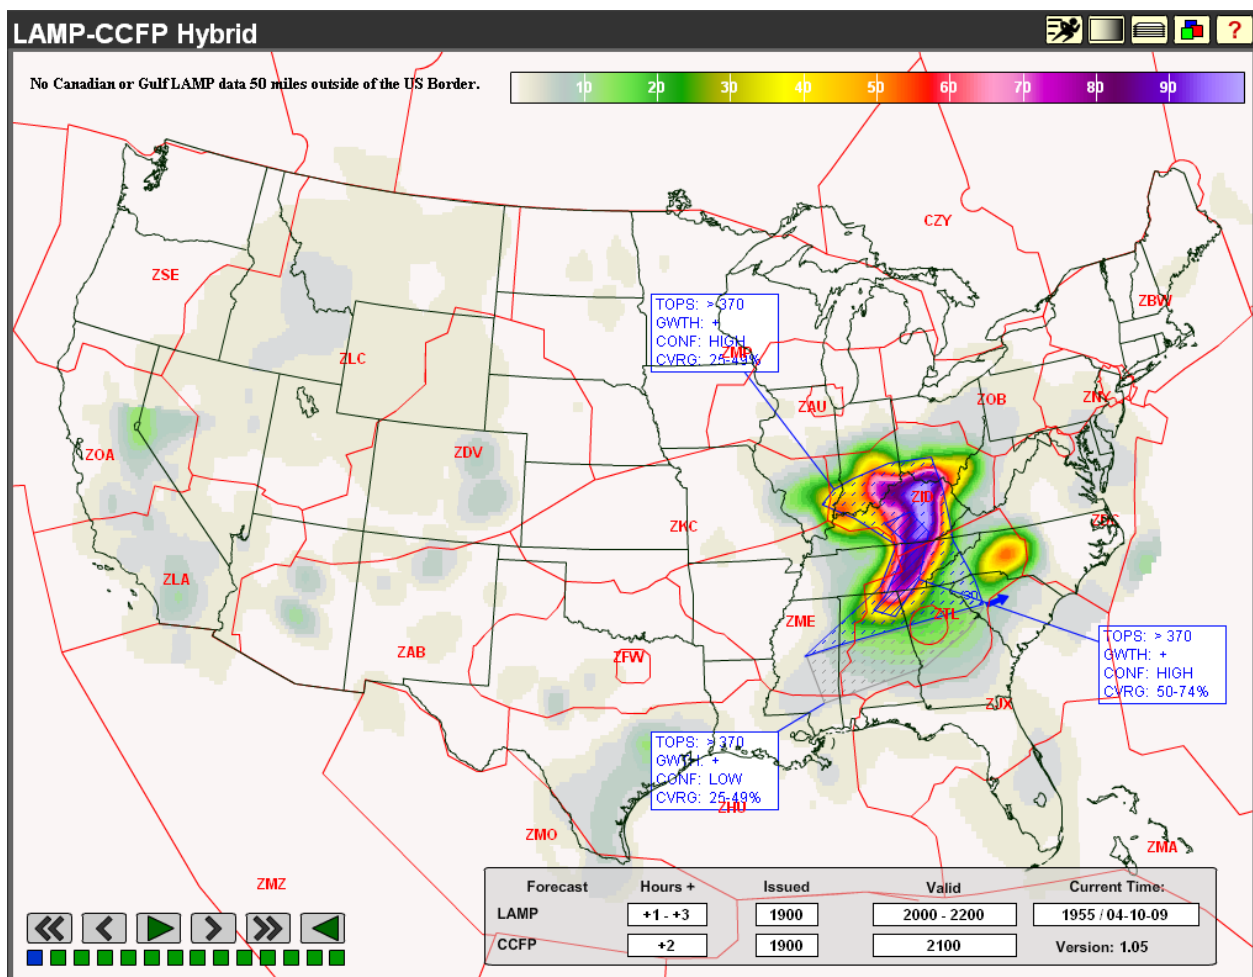 LAMP-CCFP Hybrid
?
No Canadian or Gulf LAMP data 50 miles outside of the US Border.
10 20 30 40 50 60 70 80 90
CZY
ZSE
ZBW
TOPS: > 370
GWTH: +
CONF: HIGH
ZMP
CVRG: 25-49%
ZLC
ZAU
ZOB
ZNY
ZOA
ZDV
ZID
ZKC
ZDC
ZLA
30
ZME
ZTL
ZAB
ZFW
TOPS: > 370
GWTH: +
CONF: HIGH
CVRG: 50-74%
ZJX
TOPS: > 370
GWTH: +
CONF: LOW
CVRG: 25-49%
ZHU
ZMO
ZMA
ZMZ
Forecast Hours + Issued Valid Current Time:
LAMP +1 - +3 1900 2000 - 2200 1955 / 04-10-09
CCFP +2 1900 2100 Version: 1.05